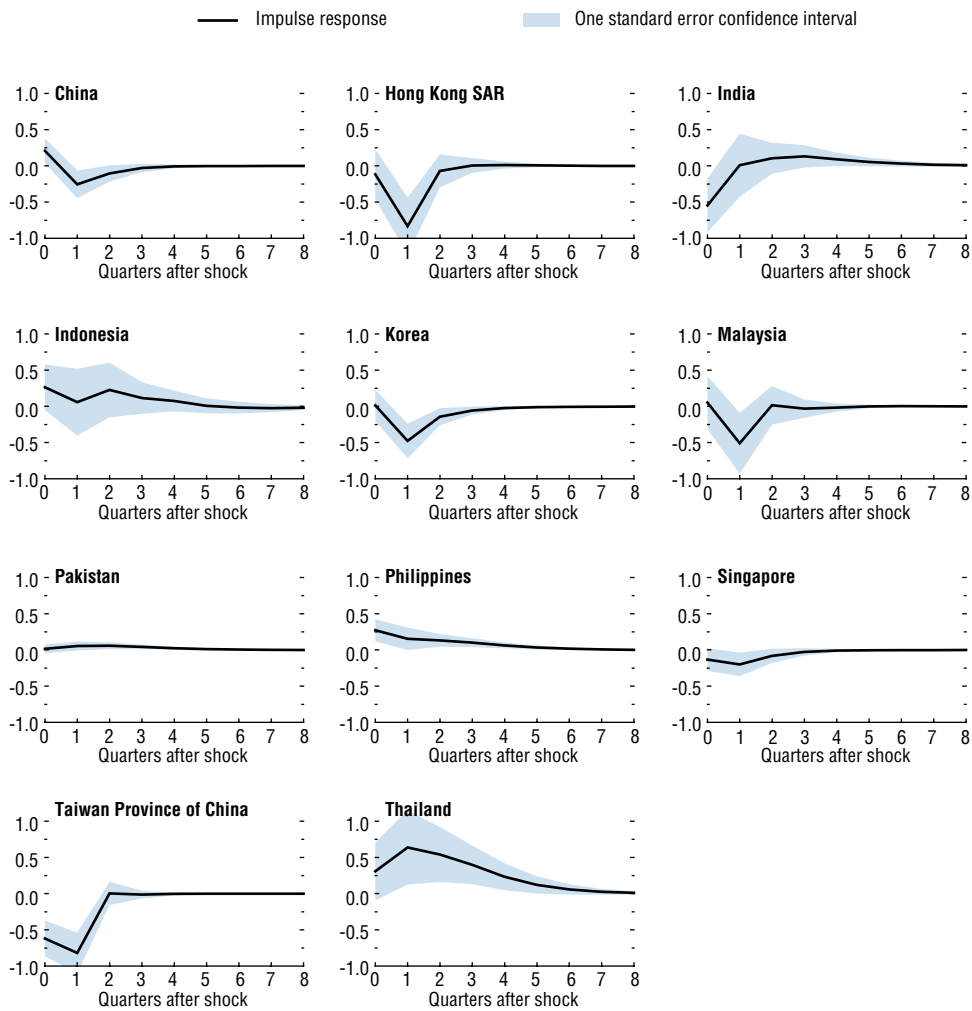 Impulse response
One standard error confidence interval
China
1.0
0.5
0.0
-0.5
-1.0
0 1 2 3 4 5 6 7 8
Quarters after shock
Hong Kong SAR
1.0
0.5
0.0
-0.5
-1.0
0 1 2 3 4 5 6 7 8
Quarters after shock
India
1.0
0.5
0.0
-0.5
-1.0
0 1 2 3 4 5 6 7 8
Quarters after shock
Indonesia
1.0
0.5
0.0
-0.5
-1.0
0 1 2 3 4 5 6 7 8
Quarters after shock
Korea
1.0
0.5
0.0
-0.5
-1.0
0 1 2 3 4 5 6 7 8
Quarters after shock
Malaysia
1.0
0.5
0.0
-0.5
-1.0
0 1 2 3 4 5 6 7 8
Quarters after shock
Pakistan
1.0
0.5
0.0
-0.5
-1.0
0 1 2 3 4 5 6 7 8
Quarters after shock
Philippines
1.0
0.5
0.0
-0.5
-1.0
0 1 2 3 4 5 6 7 8
Quarters after shock
Singapore
1.0
0.5
0.0
-0.5
-1.0
0 1 2 3 4 5 6 7 8
Quarters after shock
Taiwan Province of China
1.0
0.5
0.0
-0.5
-1.0
0 1 2 3 4 5 6 7 8
Quarters after shock
Thailand
1.0
0.5
0.0
-0.5
-1.0
0 1 2 3 4 5 6 7 8
Quarters after shock